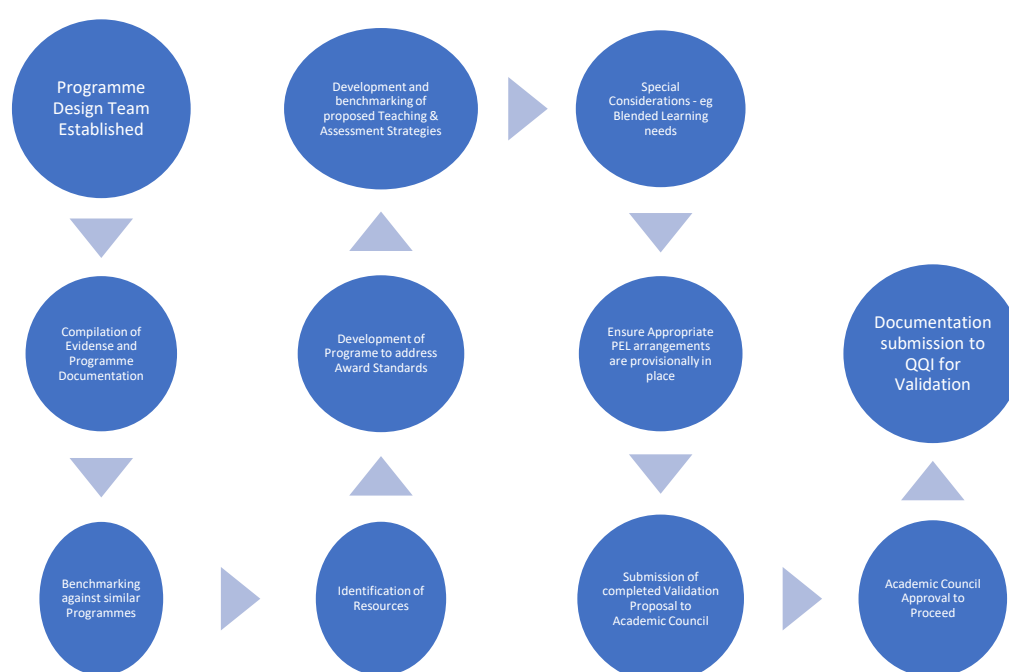 Programme
Design Team
Established
Compilation of
Evidense and
Programme
Documentation
Benchmarking
against similar
Programmes
Identification of
Resources
Development of
Programe to address
Award Standards
Development and
benchmarking of
proposed Teaching &
Assessment Strategies
Special
Considerations - eg
Blended Learning
needs
Ensure Appropriate
PEL arrangements
are provisionally in
place
Submission of
completed Validation
Proposal to
Academic Council
Academic Council
Approval to
Proceed
Documentation
submission to
QQI for
Validation